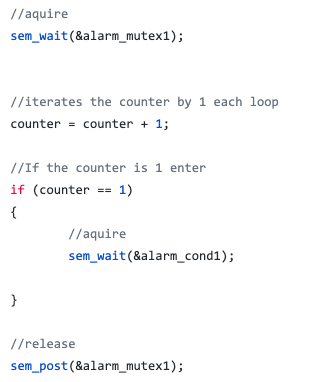 //aquire
sem_wait(&alarm_mutex1);
//iterates the counter by 1 each loop
counter = counter + 1;
//If the counter is 1 enter
if (counter == 1)
{
//aquire
sem_wait(&alarm_cond1);
}
//release
sem_post(&alarm_mutex1);